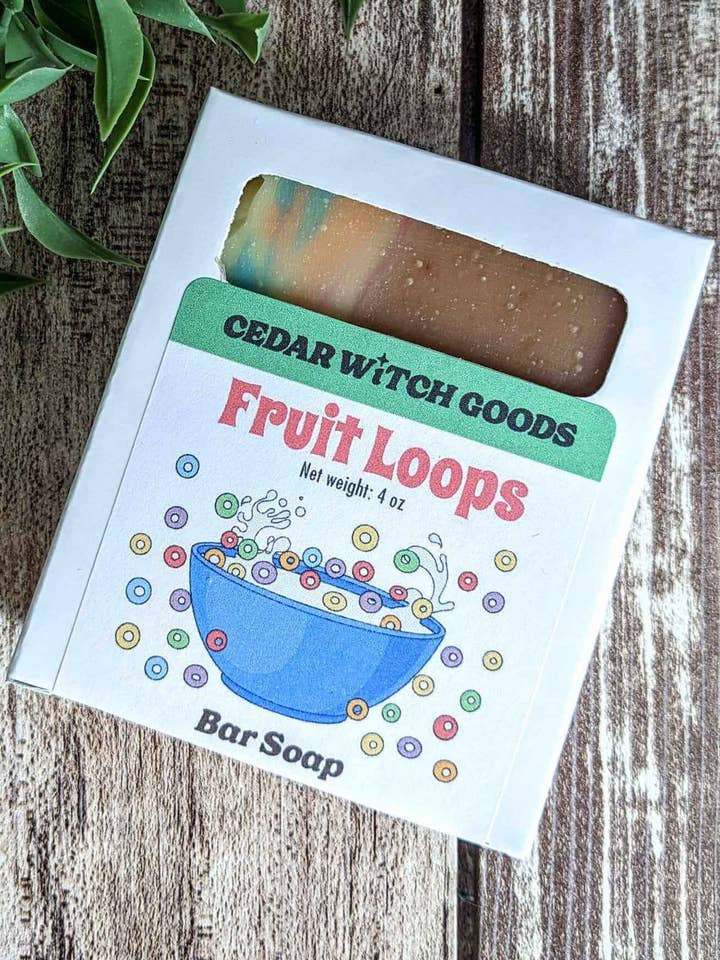 CEDAR WiTCH GOODS
Fruit Loops
Net weight: 4 oz
Bar Soap